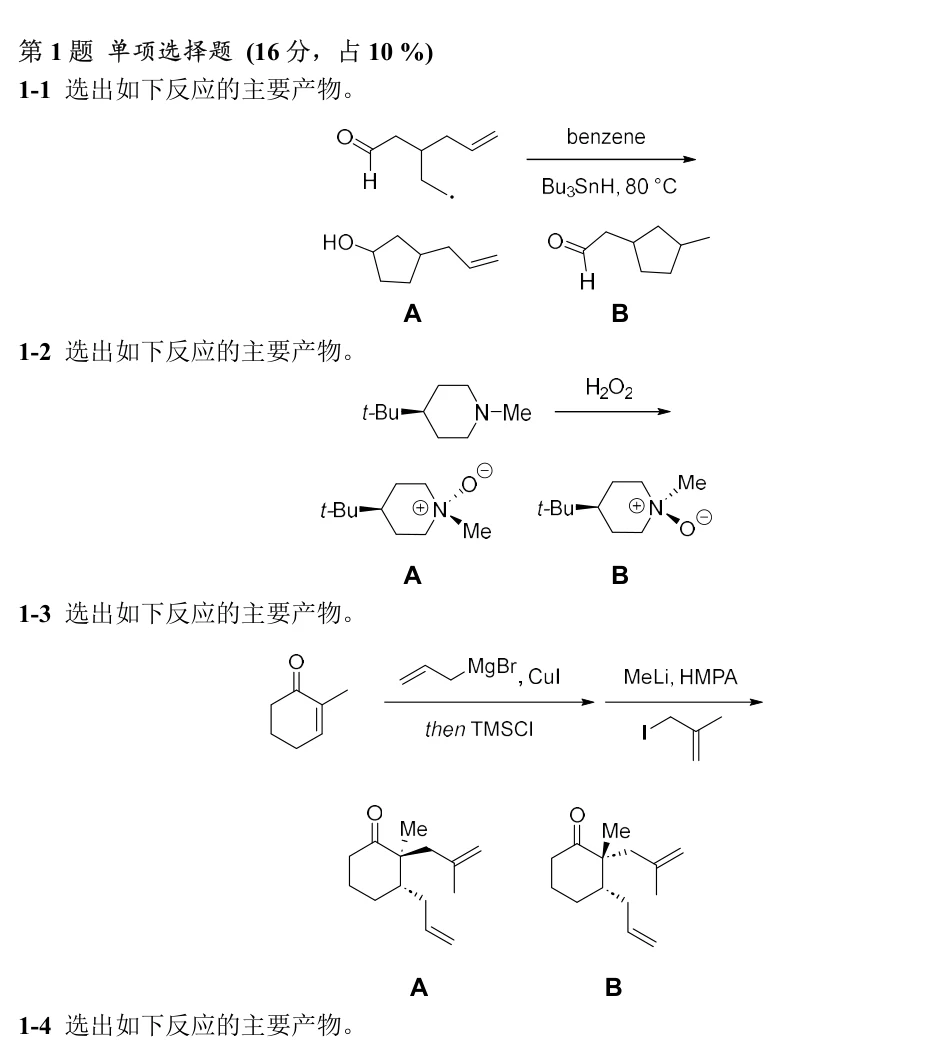 第 1 题 单项选择题 (16 分，占 10 %)
1-1 选出如下反应的主要产物。
O
H
benzene
Bu₃SnH, 80 °C
HO
O
H
A B
1-2 选出如下反应的主要产物。
t-Bu N-Me H₂O₂
t-Bu ⊕ N O ⊖ Me
t-Bu ⊕ N Me O ⊖
A B
1-3 选出如下反应的主要产物。
O
MgBr, CuI
then TMSCl
MeLi, HMPA
I
O Me
O Me
A B
1-4 选出如下反应的主要产物。